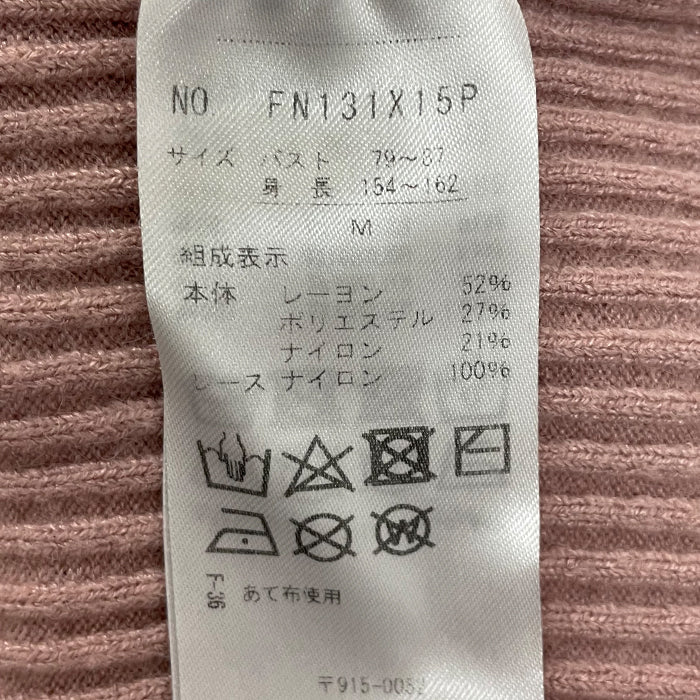 NO FN131X15P
サイズ バスト 79～87
身長 154～162
M
組成表示
本体 レーヨン 52%
ポリエステル 27%
ナイロン 21%
レース ナイロン 100%
F-36
あて布使用
〒915-0052